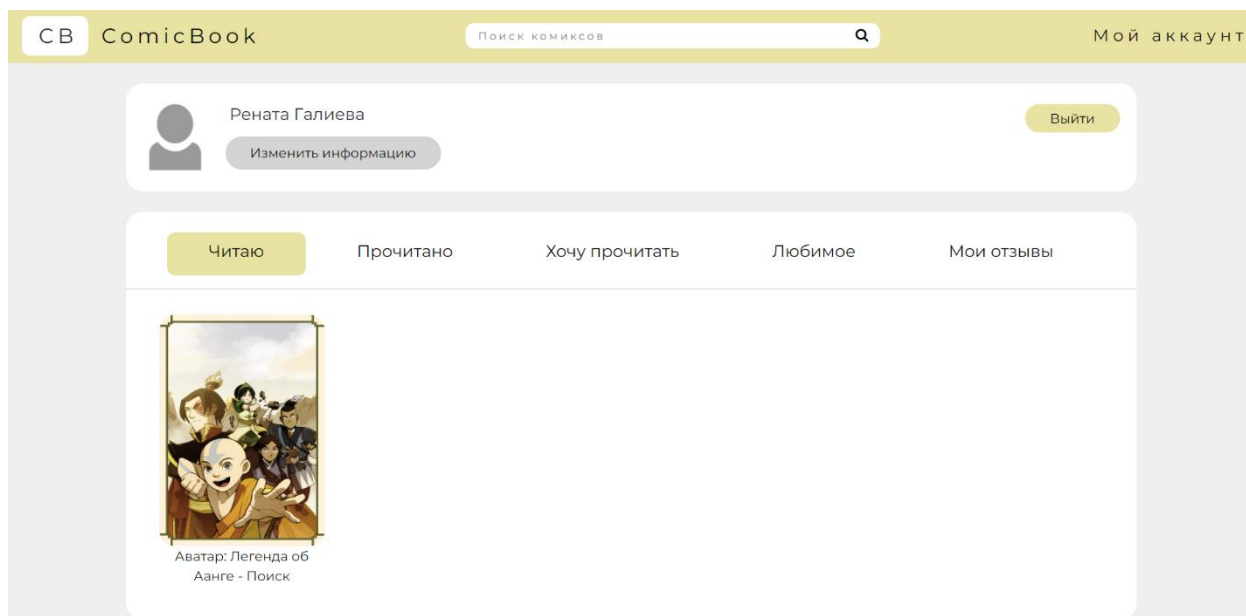 CB ComicBook Поиск комиксов Мой аккаунт
Рената Галиева
Выйти
Изменить информацию
Читаю Прочитано Хочу прочитать Любимое Мои отзывы
Аватар: Легенда об
Аанге - Поиск